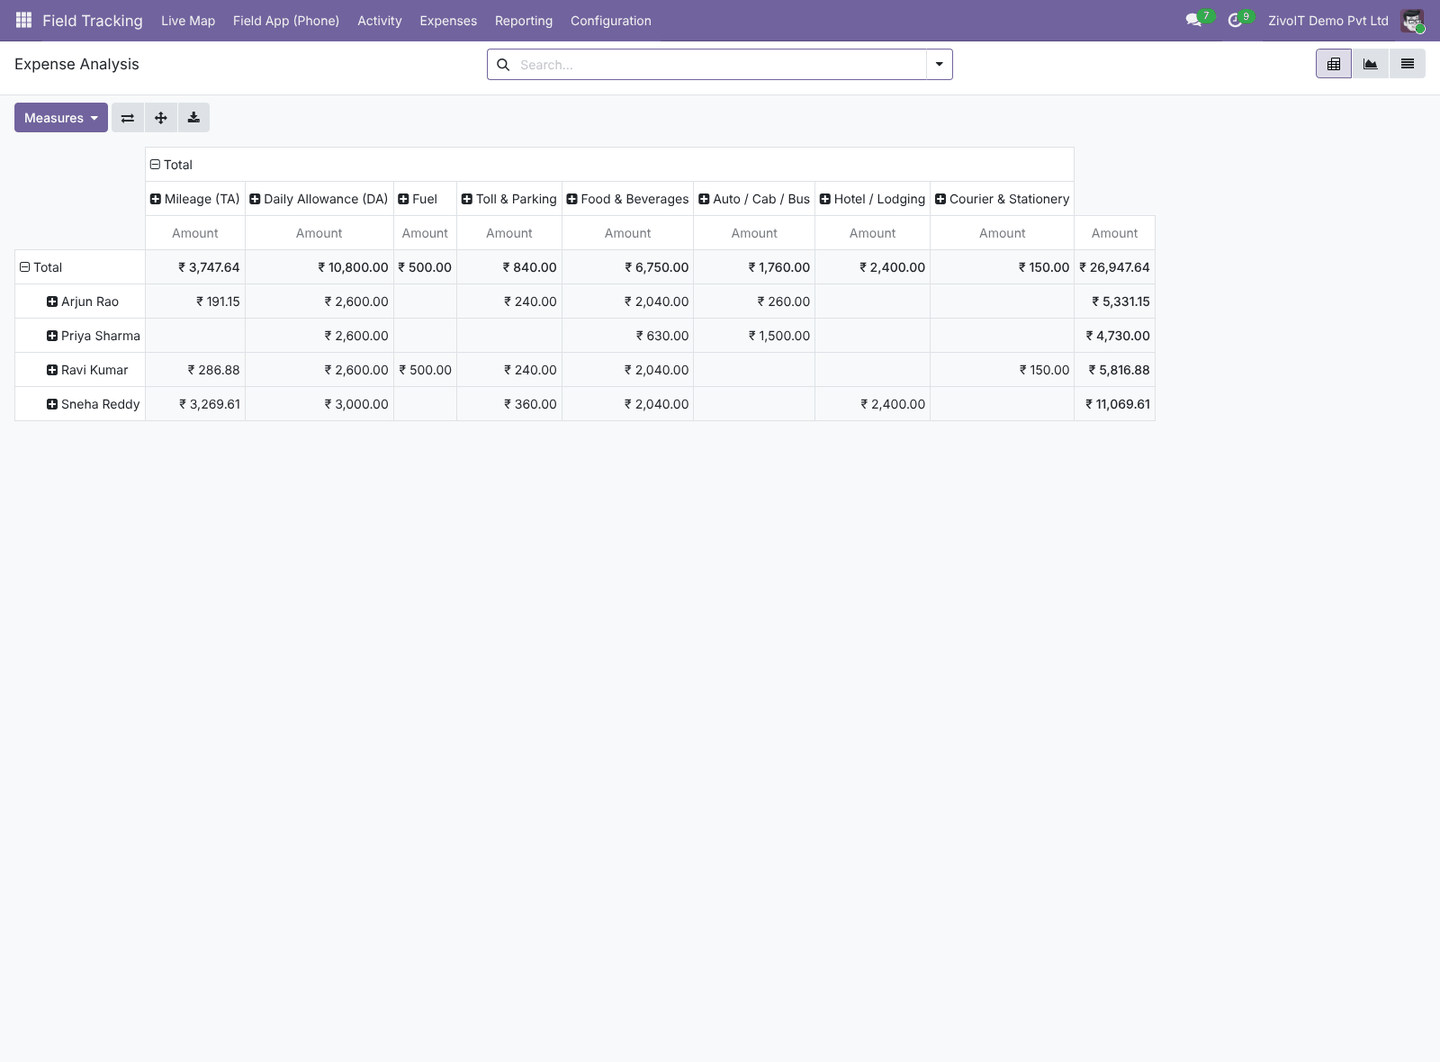 Field Tracking Live Map Field App (Phone) Activity Expenses Reporting Configuration 7 9 ZivoIT Demo Pvt Ltd
Expense Analysis Search...
Measures
Total
Mileage (TA) Daily Allowance (DA) Fuel Toll & Parking Food & Beverages Auto / Cab / Bus Hotel / Lodging Courier & Stationery
Amount Amount Amount Amount Amount Amount Amount Amount Amount
Total ₹ 3,747.64 ₹ 10,800.00 ₹ 500.00 ₹ 840.00 ₹ 6,750.00 ₹ 1,760.00 ₹ 2,400.00 ₹ 150.00 ₹ 26,947.64
Arjun Rao ₹ 191.15 ₹ 2,600.00 ₹ 240.00 ₹ 2,040.00 ₹ 260.00 ₹ 5,331.15
Priya Sharma ₹ 2,600.00 ₹ 630.00 ₹ 1,500.00 ₹ 4,730.00
Ravi Kumar ₹ 286.88 ₹ 2,600.00 ₹ 500.00 ₹ 240.00 ₹ 2,040.00 ₹ 150.00 ₹ 5,816.88
Sneha Reddy ₹ 3,269.61 ₹ 3,000.00 ₹ 360.00 ₹ 2,040.00 ₹ 2,400.00 ₹ 11,069.61